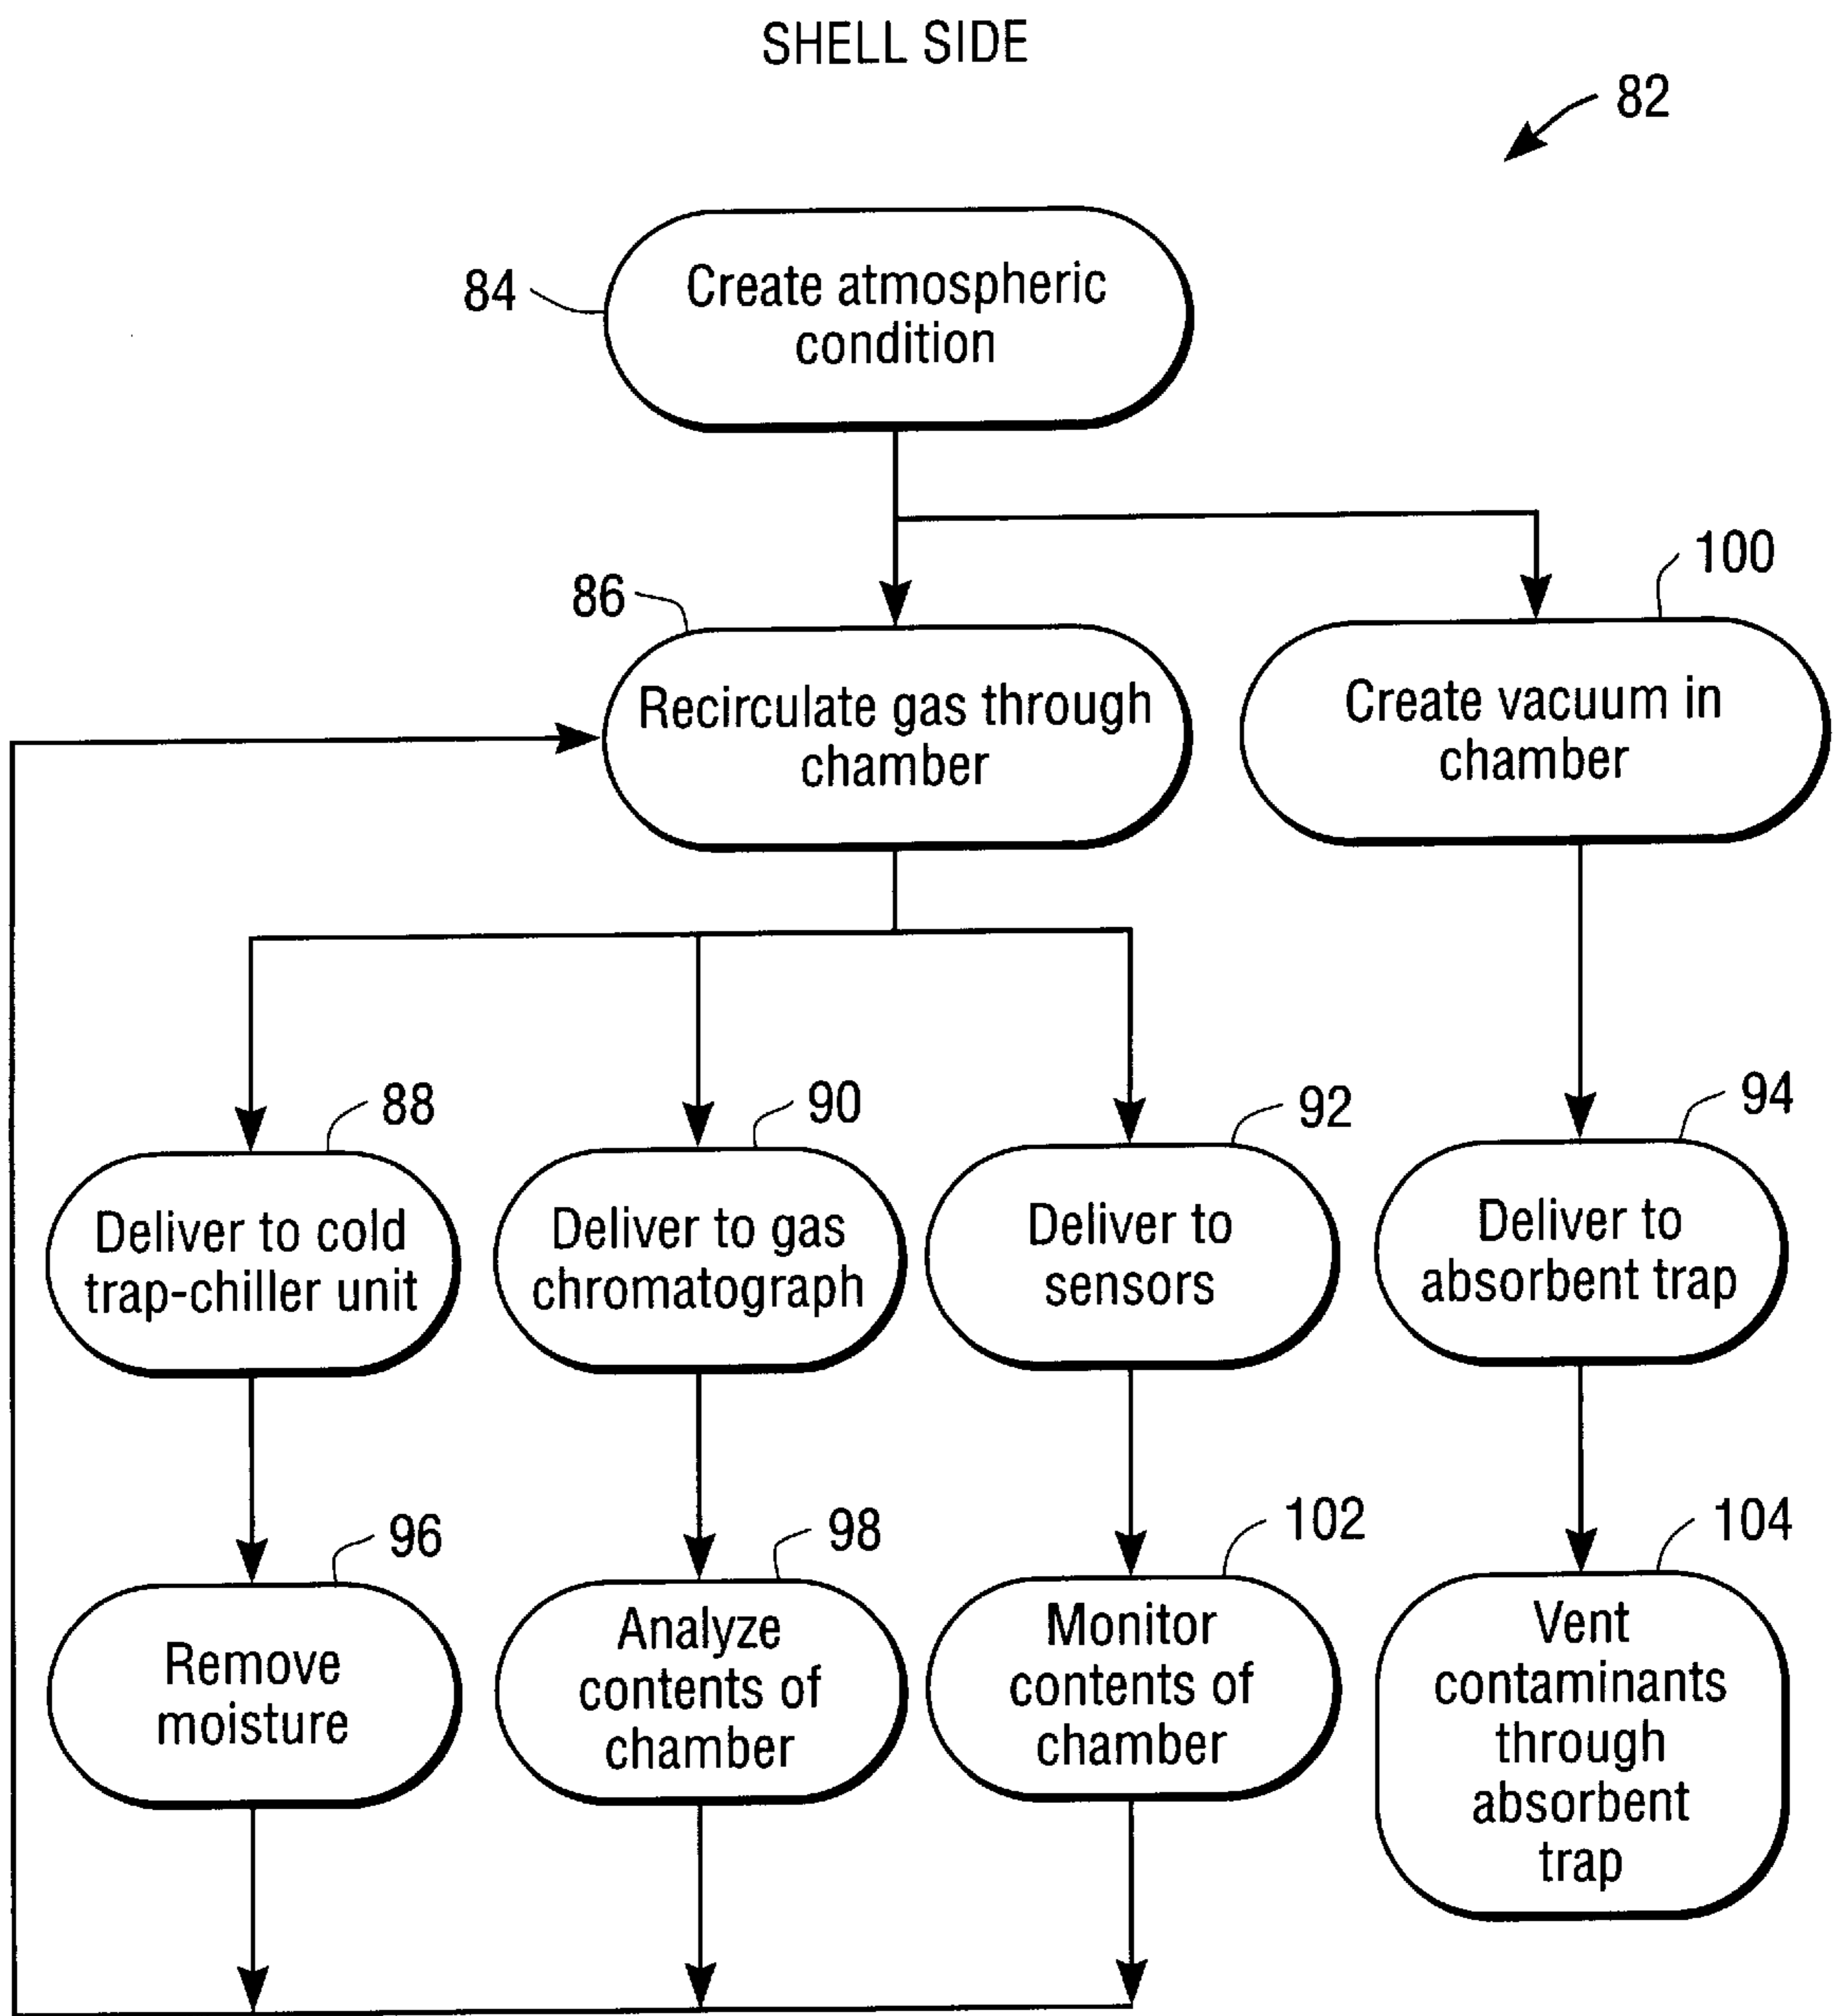 SHELL SIDE
82
84
Create atmospheric
condition
86
Recirculate gas through
chamber
100
Create vacuum in
chamber
88
Deliver to cold
trap-chiller unit
90
Deliver to gas
chromatograph
92
Deliver to
sensors
94
Deliver to
absorbent trap
96
Remove
moisture
98
Analyze
contents of
chamber
102
Monitor
contents of
chamber
104
Vent
contaminants
through
absorbent
trap